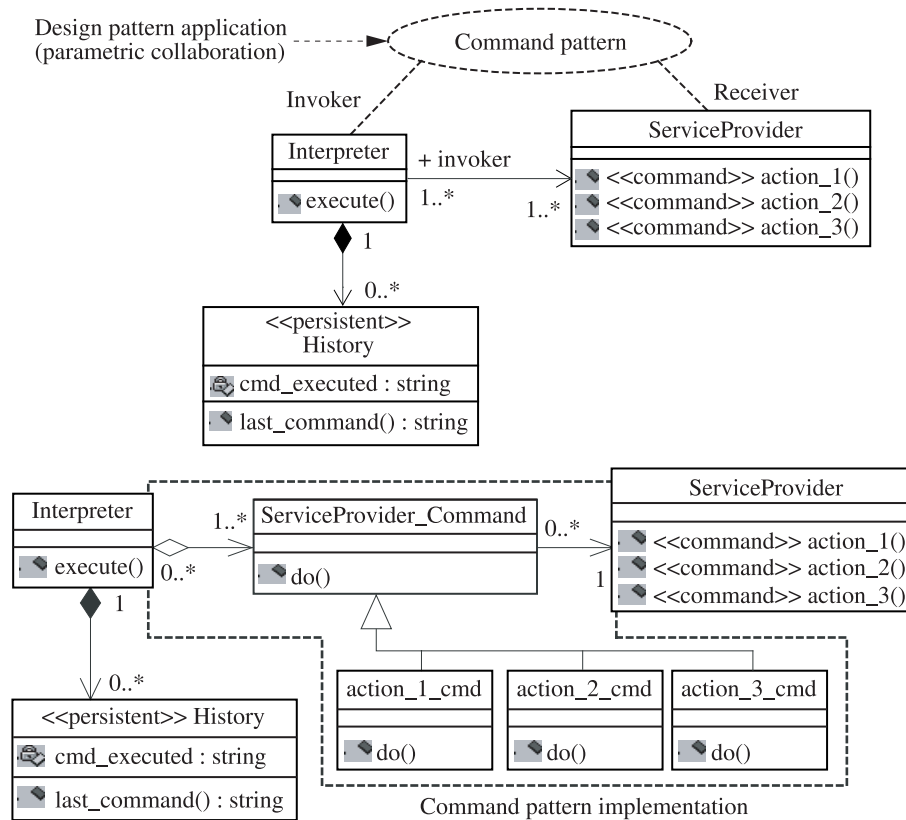 Design pattern application
(parametric collaboration)
Command pattern
Invoker
Receiver
Interpreter
execute()
+ invoker
1..*
1..*
ServiceProvider
<<command>> action_1()
<<command>> action_2()
<<command>> action_3()
1
0..*
<<persistent>>
History
cmd_executed : string
last_command() : string
Interpreter
execute()
1..*
0..*
ServiceProvider_Command
do()
0..*
1
ServiceProvider
<<command>> action_1()
<<command>> action_2()
<<command>> action_3()
1
0..*
<<persistent>> History
cmd_executed : string
last_command() : string
action_1_cmd
do()
action_2_cmd
do()
action_3_cmd
do()
Command pattern implementation